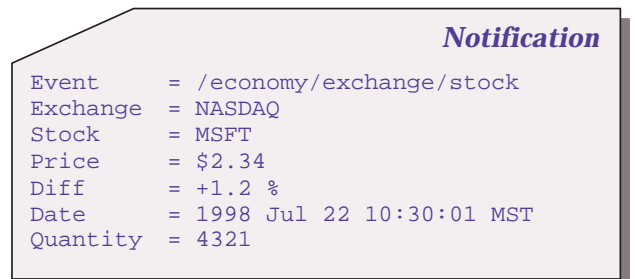 Notification
Event    = /economy/exchange/stock
Exchange = NASDAQ
Stock    = MSFT
Price    = $2.34
Diff     = +1.2 %
Date     = 1998 Jul 22 10:30:01 MST
Quantity = 4321